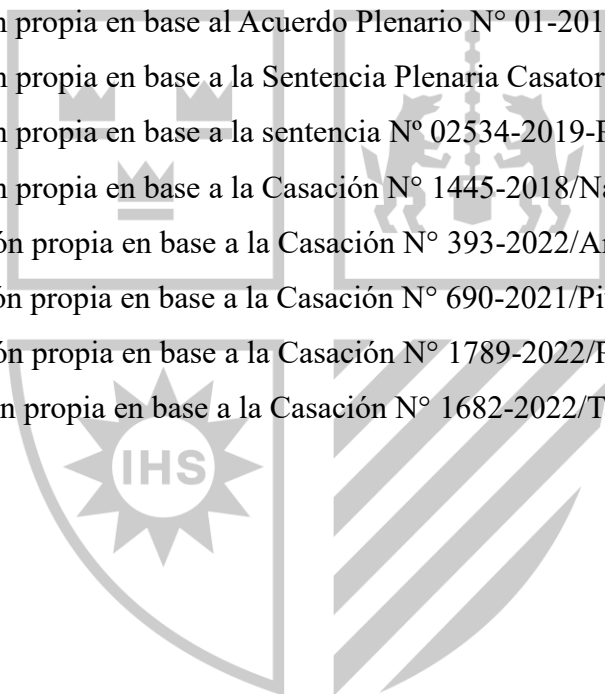 n propia en base al Acuerdo Plenario N° 01-201
n propia en base a la Sentencia Plenaria Casator
n propia en base a la sentencia Nº 02534-2019-
n propia en base a la Casación N° 1445-2018/Na
ón propia en base a la Casación N° 393-2022/A
ón propia en base a la Casación N° 690-2021/Pi
ón propia en base a la Casación N° 1789-2022/
n propia en base a la Casación N° 1682-2022/T
IHS